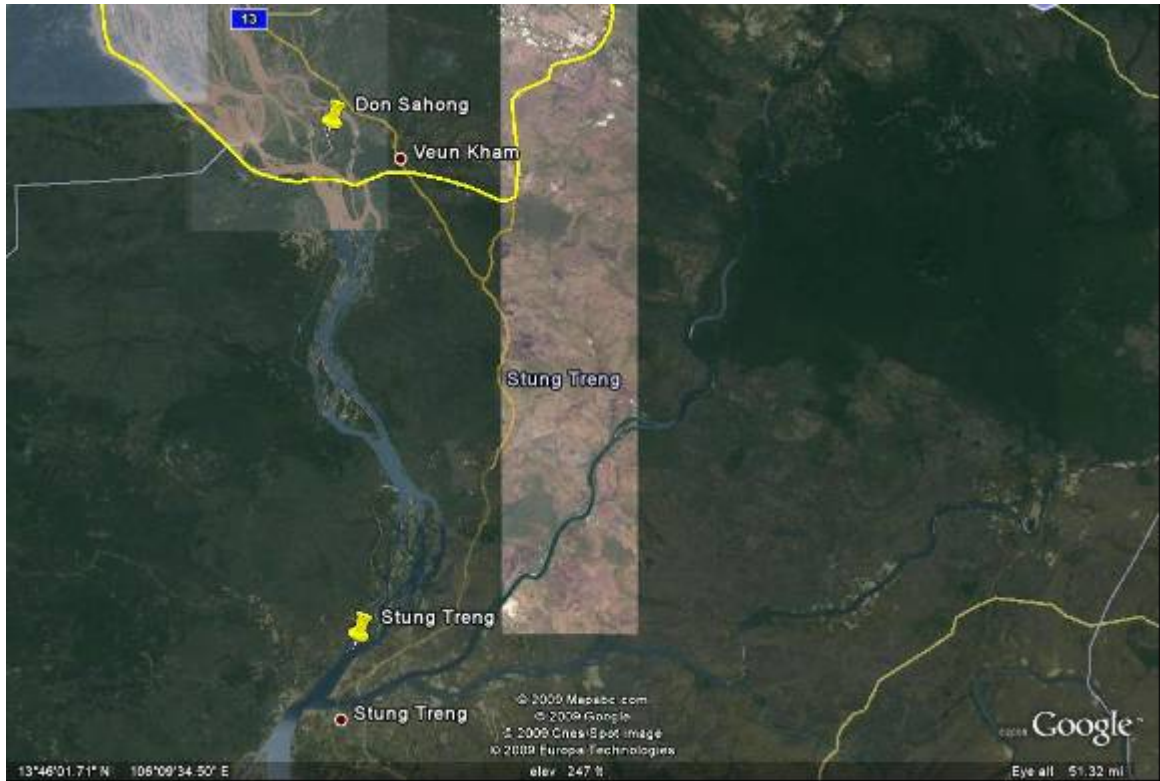 13
Don Sahong
Veun Kham
Stung Treng
Stung Treng
Stung Treng
© 2009 Mapabc.com
© 2009 Google
© 2009 Cnes/Spot Image
© 2009 Europa Technologies
Google
13°46'01.71" N 106°09'34.50" E
elev 247 ft
Eye alt 51.32 mi